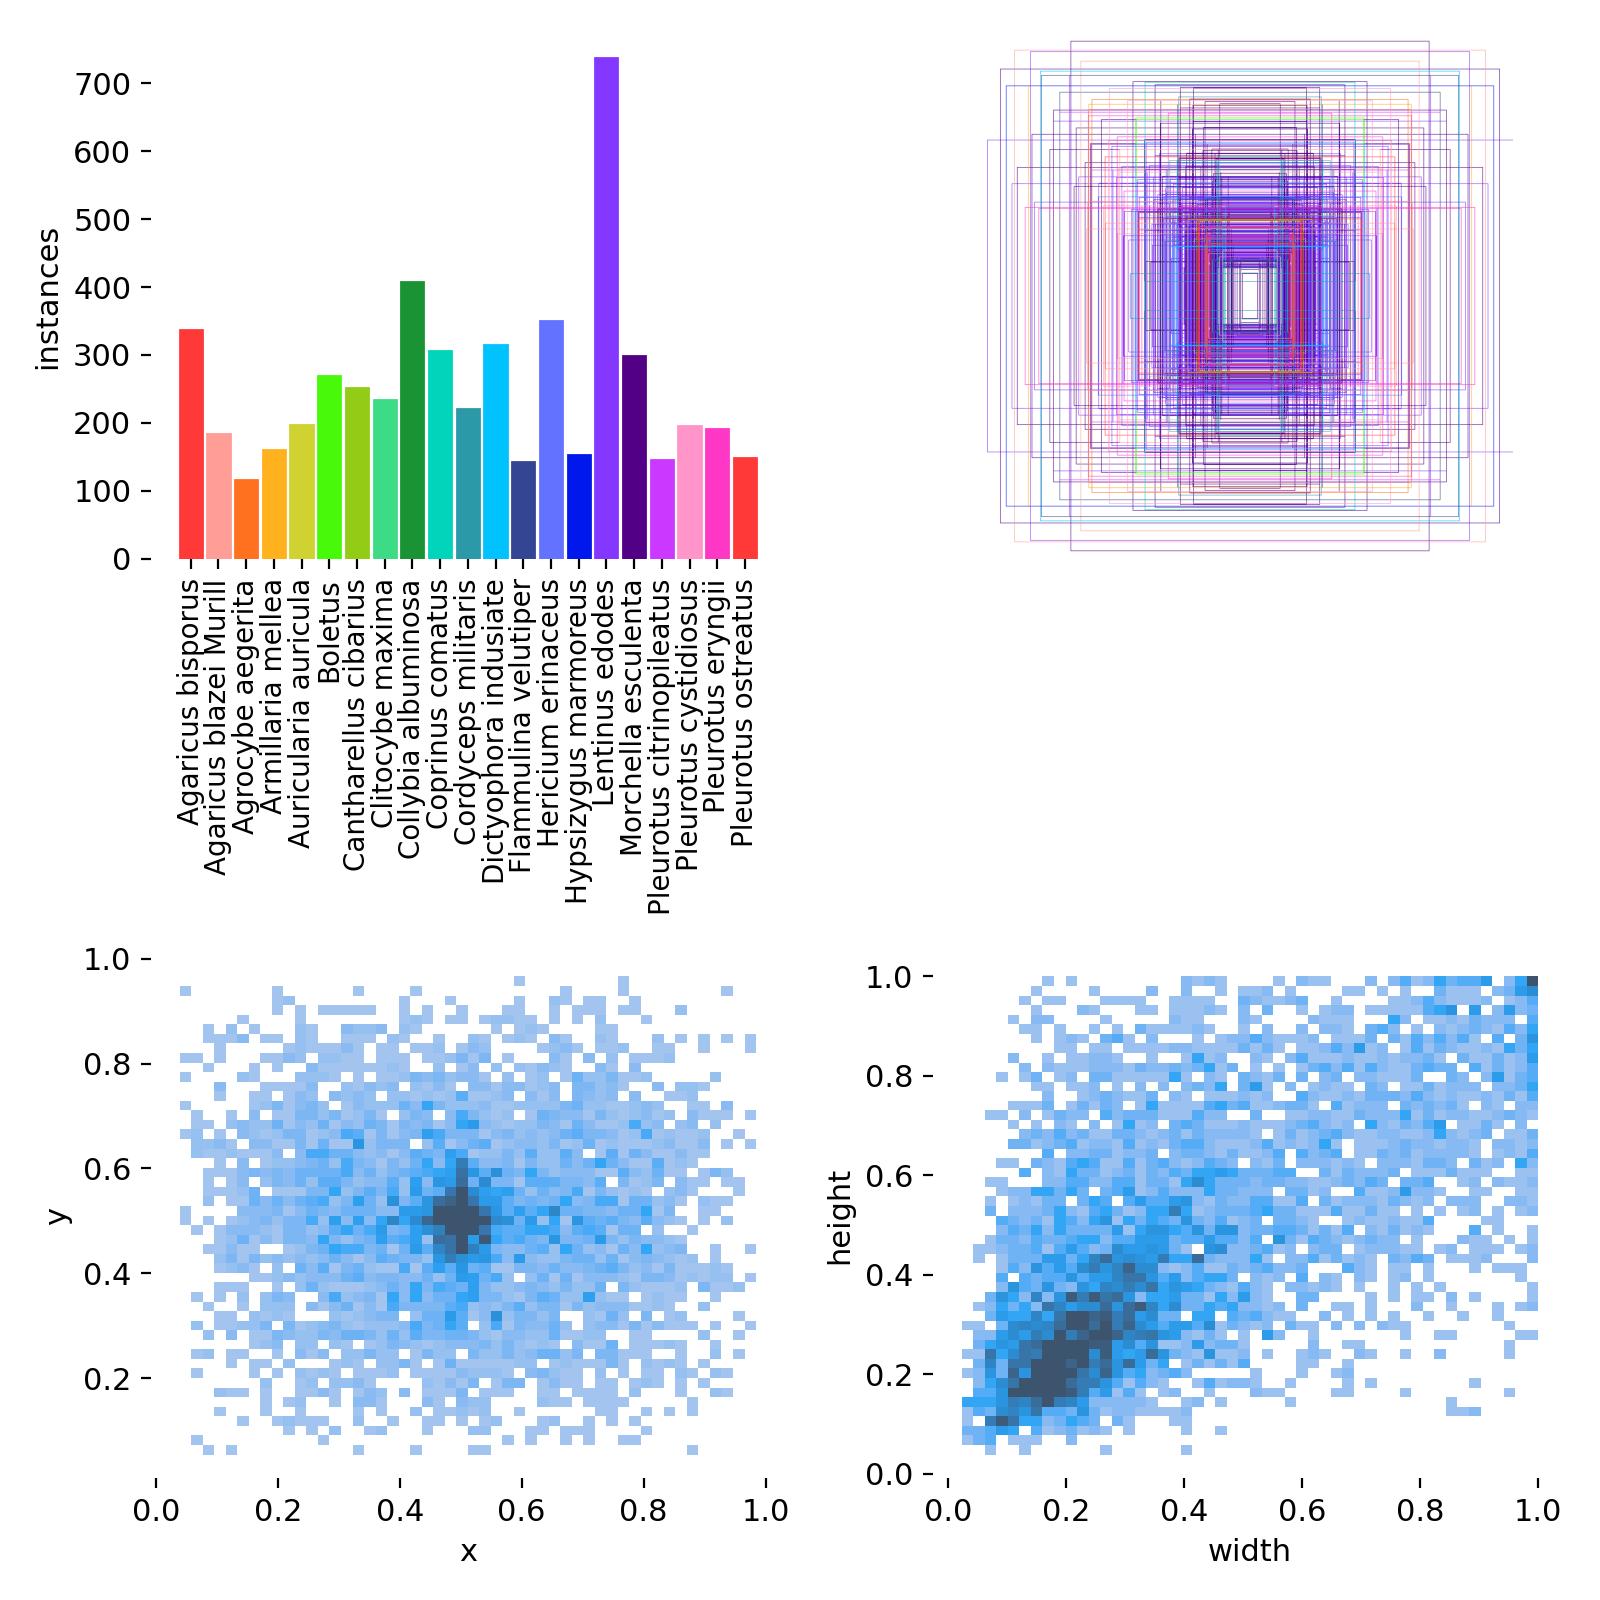 700
600
500
400
300
200
100
0
instances
Agaricus bisporus
Agaricus blazei Murill
Agrocybe aegerita
Armillaria mellea
Auricularia auricula
Boletus
Cantharellus cibarius
Clitocybe maxima
Collybia albuminosa
Coprinus comatus
Cordyceps militaris
Dictyophora indusiate
Flammulina velutiper
Hericium erinaceus
Hypsizygus marmoreus
Lentinus edodes
Morchella esculenta
Pleurotus citrinopileatus
Pleurotus cystidiosus
Pleurotus eryngii
Pleurotus ostreatus
1.0
0.8
0.6
0.4
0.2
y
0.0 0.2 0.4 0.6 0.8 1.0
x
1.0
0.8
0.6
0.4
0.2
0.0
height
0.0 0.2 0.4 0.6 0.8 1.0
width